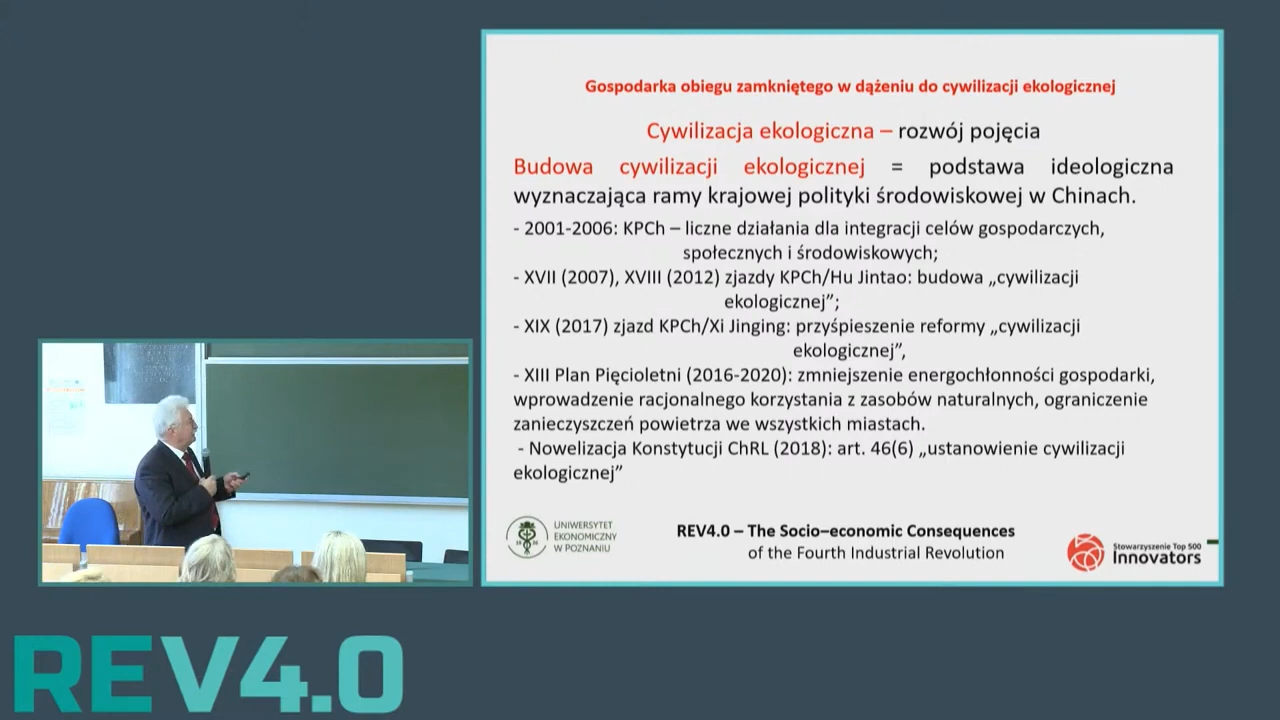 Gospodarka obiegu zamkniętego w dążeniu do cywilizacji ekologicznej
Cywilizacja ekologiczna – rozwój pojęcia
Budowa cywilizacji ekologicznej = podstawa ideologiczna
wyznaczająca ramy krajowej polityki środowiskowej w Chinach.
- 2001-2006: KPCh – liczne działania dla integracji celów gospodarczych,
społecznych i środowiskowych;
- XVII (2007), XVIII (2012) zjazdy KPCh/Hu Jintao: budowa „cywilizacji
ekologicznej”;
- XIX (2017) zjazd KPCh/Xi Jinging: przyśpieszenie reformy „cywilizacji
ekologicznej”,
- XIII Plan Pięcioletni (2016-2020): zmniejszenie energochłonności gospodarki,
wprowadzenie racjonalnego korzystania z zasobów naturalnych, ograniczenie
zanieczyszczeń powietrza we wszystkich miastach.
- Nowelizacja Konstytucji ChRL (2018): art. 46(6) „ustanowienie cywilizacji
ekologicznej”
UNIWERSYTET
EKONOMICZNY
W POZNANIU
REV4.0 – The Socio–economic Consequences
of the Fourth Industrial Revolution
Stowarzyszenie Top 500
Innovators
REV4.0